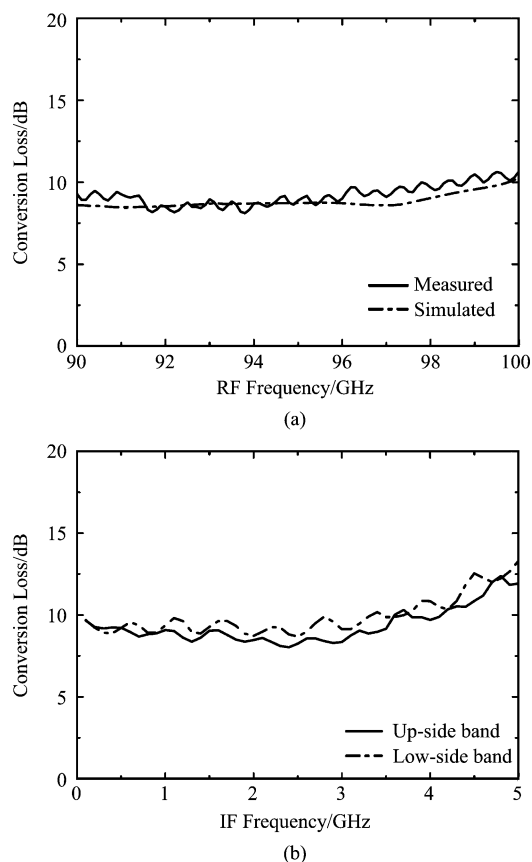 20
15
10
5
0
Conversion Loss/dB
Measured
Simulated
90 92 94 96 98 100
RF Frequency/GHz
(a)
20
15
10
5
0
Conversion Loss/dB
Up-side band
Low-side band
0 1 2 3 4 5
IF Frequency/GHz
(b)